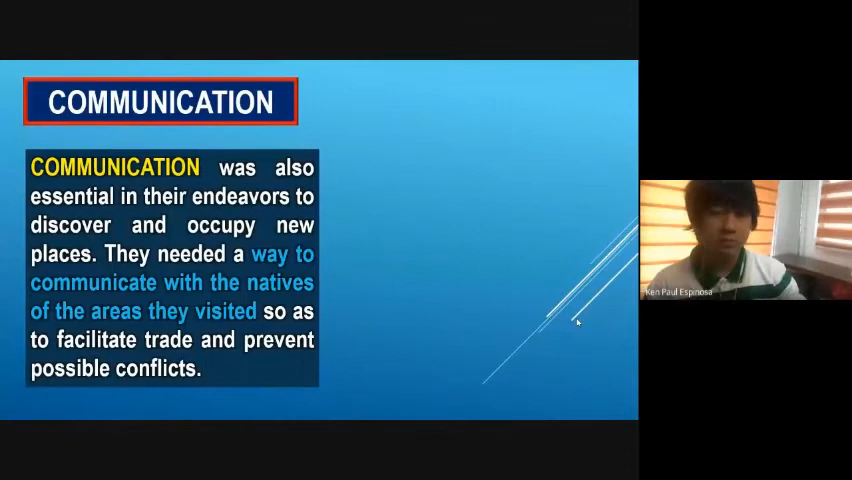 COMMUNICATION
COMMUNICATION was also
essential in their endeavors to
discover and occupy new
places. They needed a way to
communicate with the natives
of the areas they visited so as
to facilitate trade and prevent
possible conflicts.
Ken Paul Espinosa